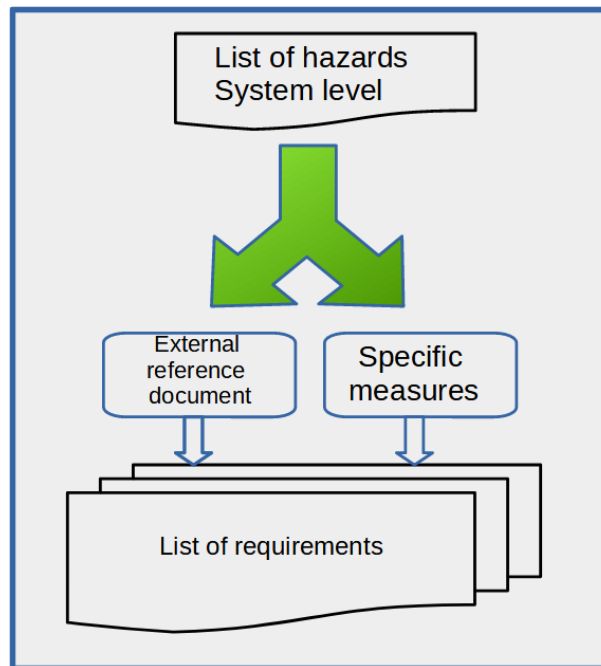 List of hazards
System level
External
reference
document
Specific
measures
List of requirements